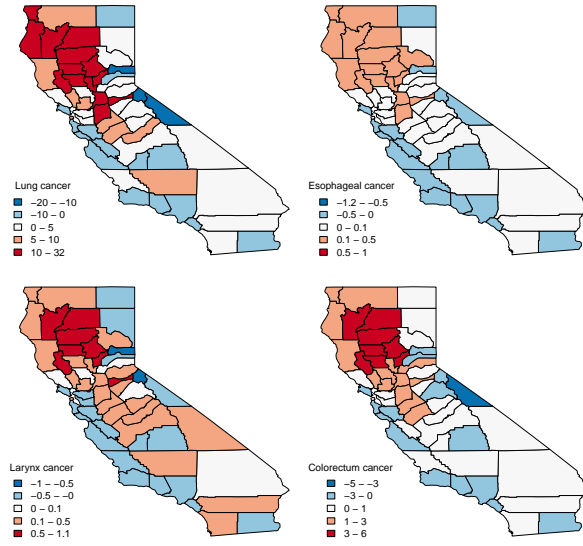 Lung cancer
−20 − −10
−10 − 0
0 − 5
5 − 10
10 − 32
Esophageal cancer
−1.2 − −0.5
−0.5 − 0
0 − 0.1
0.1 − 0.5
0.5 − 1
Larynx cancer
−1 − −0.5
−0.5 − −0
0 − 0.1
0.1 − 0.5
0.5 − 1.1
Colorectum cancer
−5 − −3
−3 − 0
0 − 1
1 − 3
3 − 6